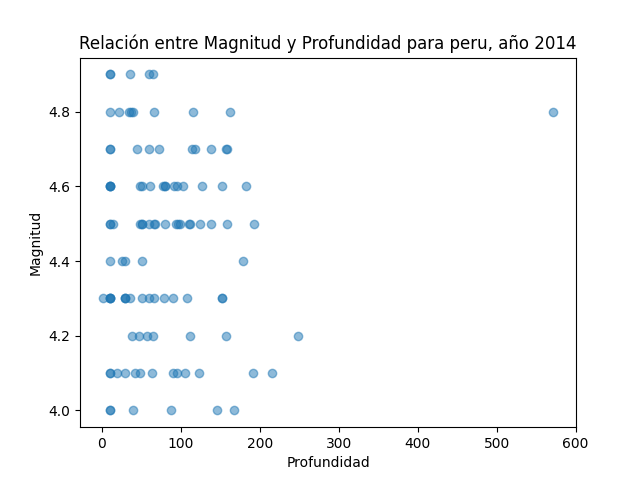 Relación entre Magnitud y Profundidad para peru, año 2014
Magnitud
4.8
4.6
4.4
4.2
4.0
0 100 200 300 400 500 600
Profundidad